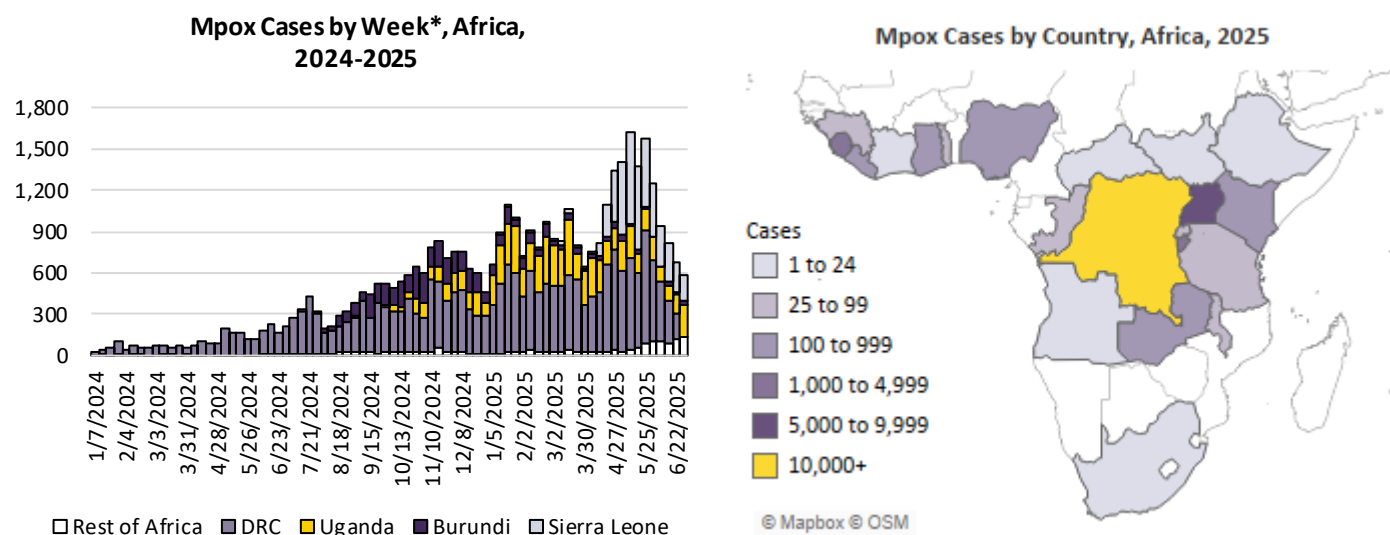 Mpox Cases by Week*, Africa,
2024-2025
1,800
1,500
1,200
900
600
300
0
1/7/2024
2/4/2024
3/3/2024
3/31/2024
4/28/2024
5/26/2024
6/23/2024
7/21/2024
8/18/2024
9/15/2024
10/13/2024
11/10/2024
12/8/2024
1/5/2025
2/2/2025
3/2/2025
3/30/2025
4/27/2025
5/25/2025
6/22/2025
Rest of Africa DRC Uganda Burundi Sierra Leone
Mpox Cases by Country, Africa, 2025
Cases
1 to 24
25 to 99
100 to 999
1,000 to 4,999
5,000 to 9,999
10,000+
© Mapbox © OSM